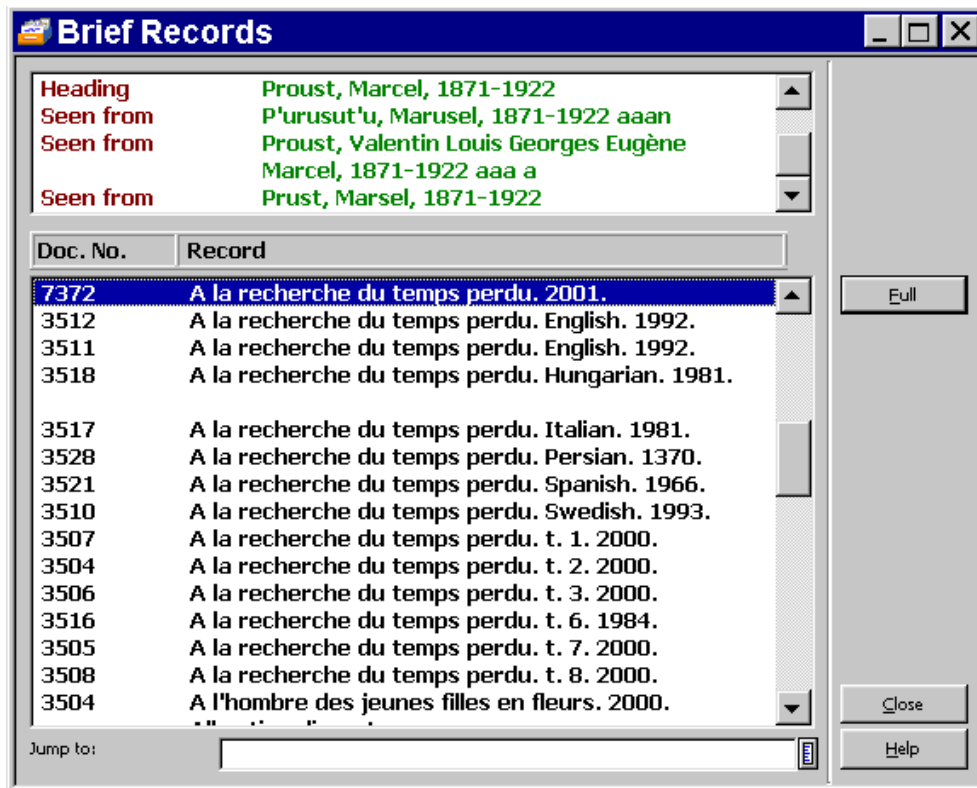 Brief Records
Heading Proust, Marcel, 1871-1922
Seen from P'urusut'u, Marusel, 1871-1922 aaan
Seen from Proust, Valentin Louis Georges Eugène
Marcel, 1871-1922 aaa a
Seen from Prust, Marsel, 1871-1922
Doc. No. Record
7372 A la recherche du temps perdu. 2001.
Full
3512 A la recherche du temps perdu. English. 1992.
3511 A la recherche du temps perdu. English. 1992.
3518 A la recherche du temps perdu. Hungarian. 1981.
3517 A la recherche du temps perdu. Italian. 1981.
3528 A la recherche du temps perdu. Persian. 1370.
3521 A la recherche du temps perdu. Spanish. 1966.
3510 A la recherche du temps perdu. Swedish. 1993.
3507 A la recherche du temps perdu. t. 1. 2000.
3504 A la recherche du temps perdu. t. 2. 2000.
3506 A la recherche du temps perdu. t. 3. 2000.
3516 A la recherche du temps perdu. t. 6. 1984.
3505 A la recherche du temps perdu. t. 7. 2000.
3508 A la recherche du temps perdu. t. 8. 2000.
3504 A l'hombre des jeunes filles en fleurs. 2000.
Close
Jump to:
Help